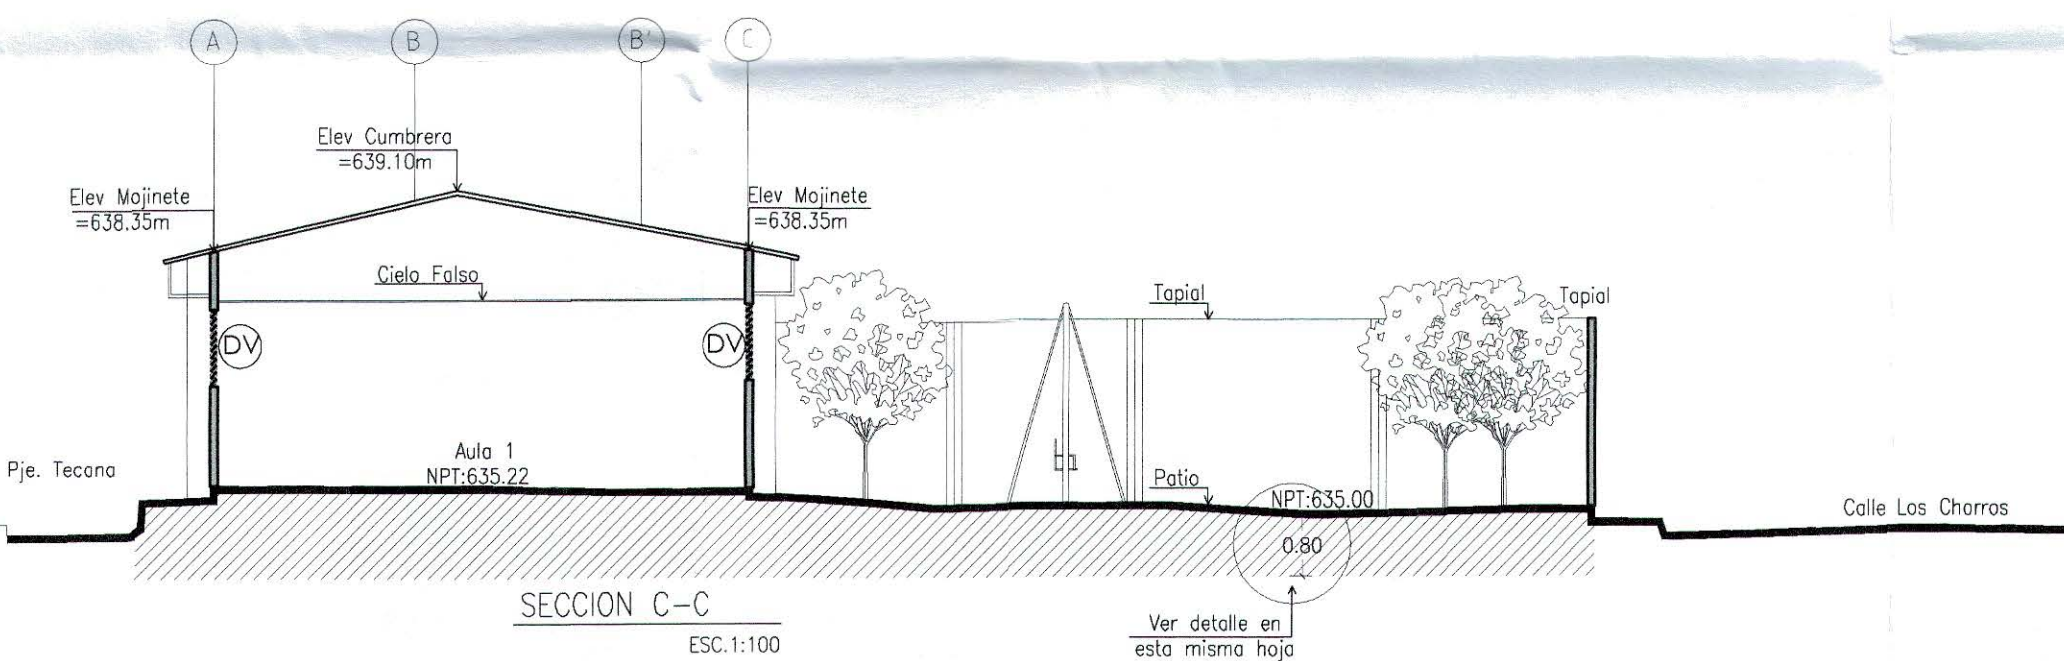 A
B
B'
C
Elev Cumbrera
=639.10m
Elev Mojinete
=638.35m
Elev Mojinete
=638.35m
Cielo Falso
Tapial
Tapial
DV
DV
Aula 1
NPT:635.22
Pje. Tecana
Patio
NPT:635.00
Calle Los Chorros
0.80
SECCION C-C
ESC.1:100
Ver detalle en
esta misma hoja